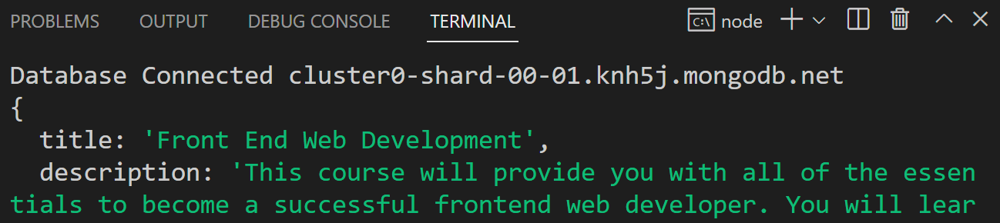 PROBLEMS OUTPUT DEBUG CONSOLE TERMINAL C:\ node
Database Connected cluster0-shard-00-01.knh5j.mongodb.net
{
  title: 'Front End Web Development',
  description: 'This course will provide you with all of the essen
tials to become a successful frontend web developer. You will lear